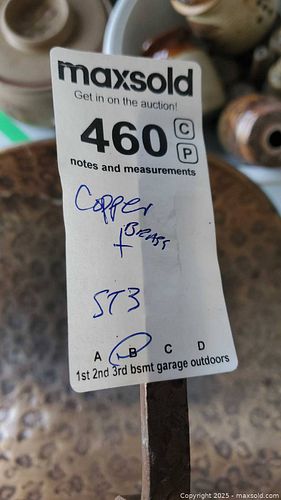 maxsold
Get in on the auction!
460 C
P
notes and measurements
Copper
+ BRASS
ST3
A B C D
1st 2nd 3rd bsmt garage outdoors
Copyright 2025 - maxsold.com